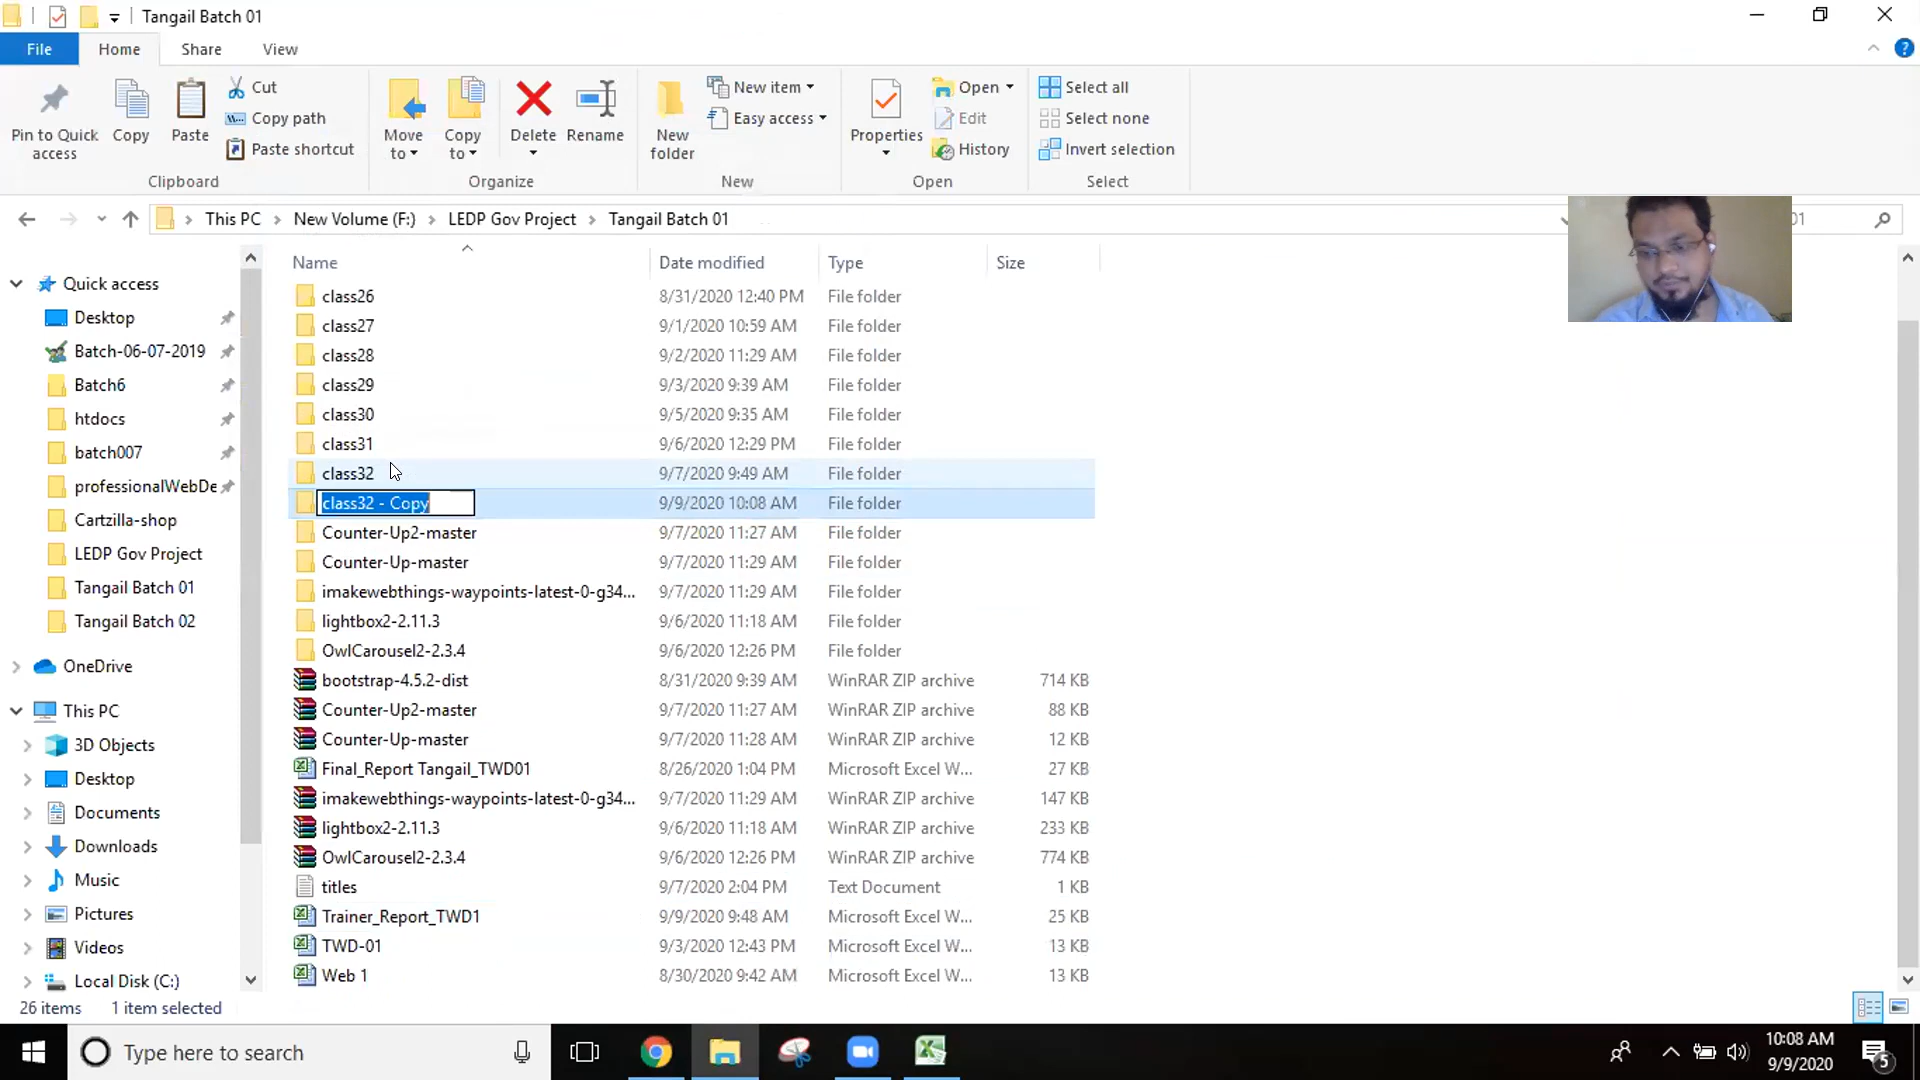 Tangail Batch 01
File Home Share View
Pin to Quick access
Copy
Paste
Cut
Copy path
Paste shortcut
Clipboard
Move to
Copy to
Delete
Rename
Organize
New folder
New item
Easy access
New
Properties
Open
Edit
History
Open
Select all
Select none
Invert selection
Select
This PC New Volume (F:) LEDP Gov Project Tangail Batch 01 01
Quick access
Desktop
Batch-06-07-2019
Batch6
htdocs
batch007
professionalWebDe
Cartzilla-shop
LEDP Gov Project
Tangail Batch 01
Tangail Batch 02
OneDrive
This PC
3D Objects
Desktop
Documents
Downloads
Music
Pictures
Videos
Local Disk (C:)
Name Date modified Type Size
class26 8/31/2020 12:40 PM File folder
class27 9/1/2020 10:59 AM File folder
class28 9/2/2020 11:29 AM File folder
class29 9/3/2020 9:39 AM File folder
class30 9/5/2020 9:35 AM File folder
class31 9/6/2020 12:29 PM File folder
class32 9/7/2020 9:49 AM File folder
class32 - Copy 9/9/2020 10:08 AM File folder
Counter-Up2-master 9/7/2020 11:27 AM File folder
Counter-Up-master 9/7/2020 11:29 AM File folder
imakewebthings-waypoints-latest-0-g34... 9/7/2020 11:29 AM File folder
lightbox2-2.11.3 9/6/2020 11:18 AM File folder
OwlCarousel2-2.3.4 9/6/2020 12:26 PM File folder
bootstrap-4.5.2-dist 8/31/2020 9:39 AM WinRAR ZIP archive 714 KB
Counter-Up2-master 9/7/2020 11:27 AM WinRAR ZIP archive 88 KB
Counter-Up-master 9/7/2020 11:28 AM WinRAR ZIP archive 12 KB
Final_Report Tangail_TWD01 8/26/2020 1:04 PM Microsoft Excel W... 27 KB
imakewebthings-waypoints-latest-0-g34... 9/7/2020 11:29 AM WinRAR ZIP archive 147 KB
lightbox2-2.11.3 9/6/2020 11:18 AM WinRAR ZIP archive 233 KB
OwlCarousel2-2.3.4 9/6/2020 12:26 PM WinRAR ZIP archive 774 KB
titles 9/7/2020 2:04 PM Text Document 1 KB
Trainer_Report_TWD1 9/9/2020 9:48 AM Microsoft Excel W... 25 KB
TWD-01 9/3/2020 12:43 PM Microsoft Excel W... 13 KB
Web 1 8/30/2020 9:42 AM Microsoft Excel W... 13 KB
26 items 1 item selected
Type here to search
10:08 AM
9/9/2020
5